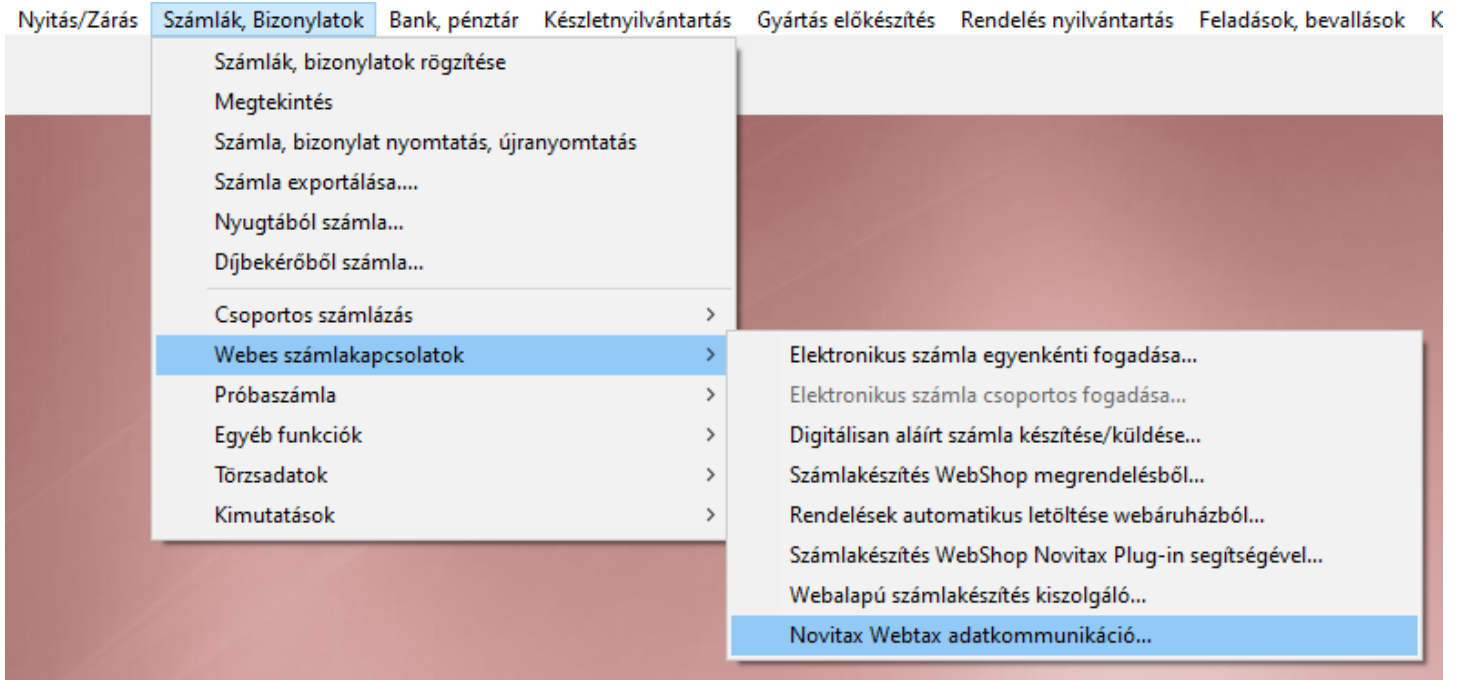 Nyitás/Zárás Számlák, Bizonylatok Bank, pénztár Készletnyilvántartás Gyártás előkészítés Rendelés nyilvántartás Feladások, bevallások K
Számlák, bizonylatok rögzítése
Megtekintés
Számla, bizonylat nyomtatás, újranyomtatás
Számla exportálása....
Nyugtából számla...
Díjbekérőből számla...
Csoportos számlázás
Webes számlakapcsolatok
Próbaszámla
Egyéb funkciók
Törzsadatok
Kimutatások
Elektronikus számla egyenkénti fogadása...
Elektronikus számla csoportos fogadása...
Digitálisan aláírt számla készítése/küldése...
Számlakészítés WebShop megrendelésből...
Rendelések automatikus letöltése webáruházból...
Számlakészítés WebShop Novitax Plug-in segítségével...
Webalapú számlakészítés kiszolgáló...
Novitax Webtax adatkommunikáció...